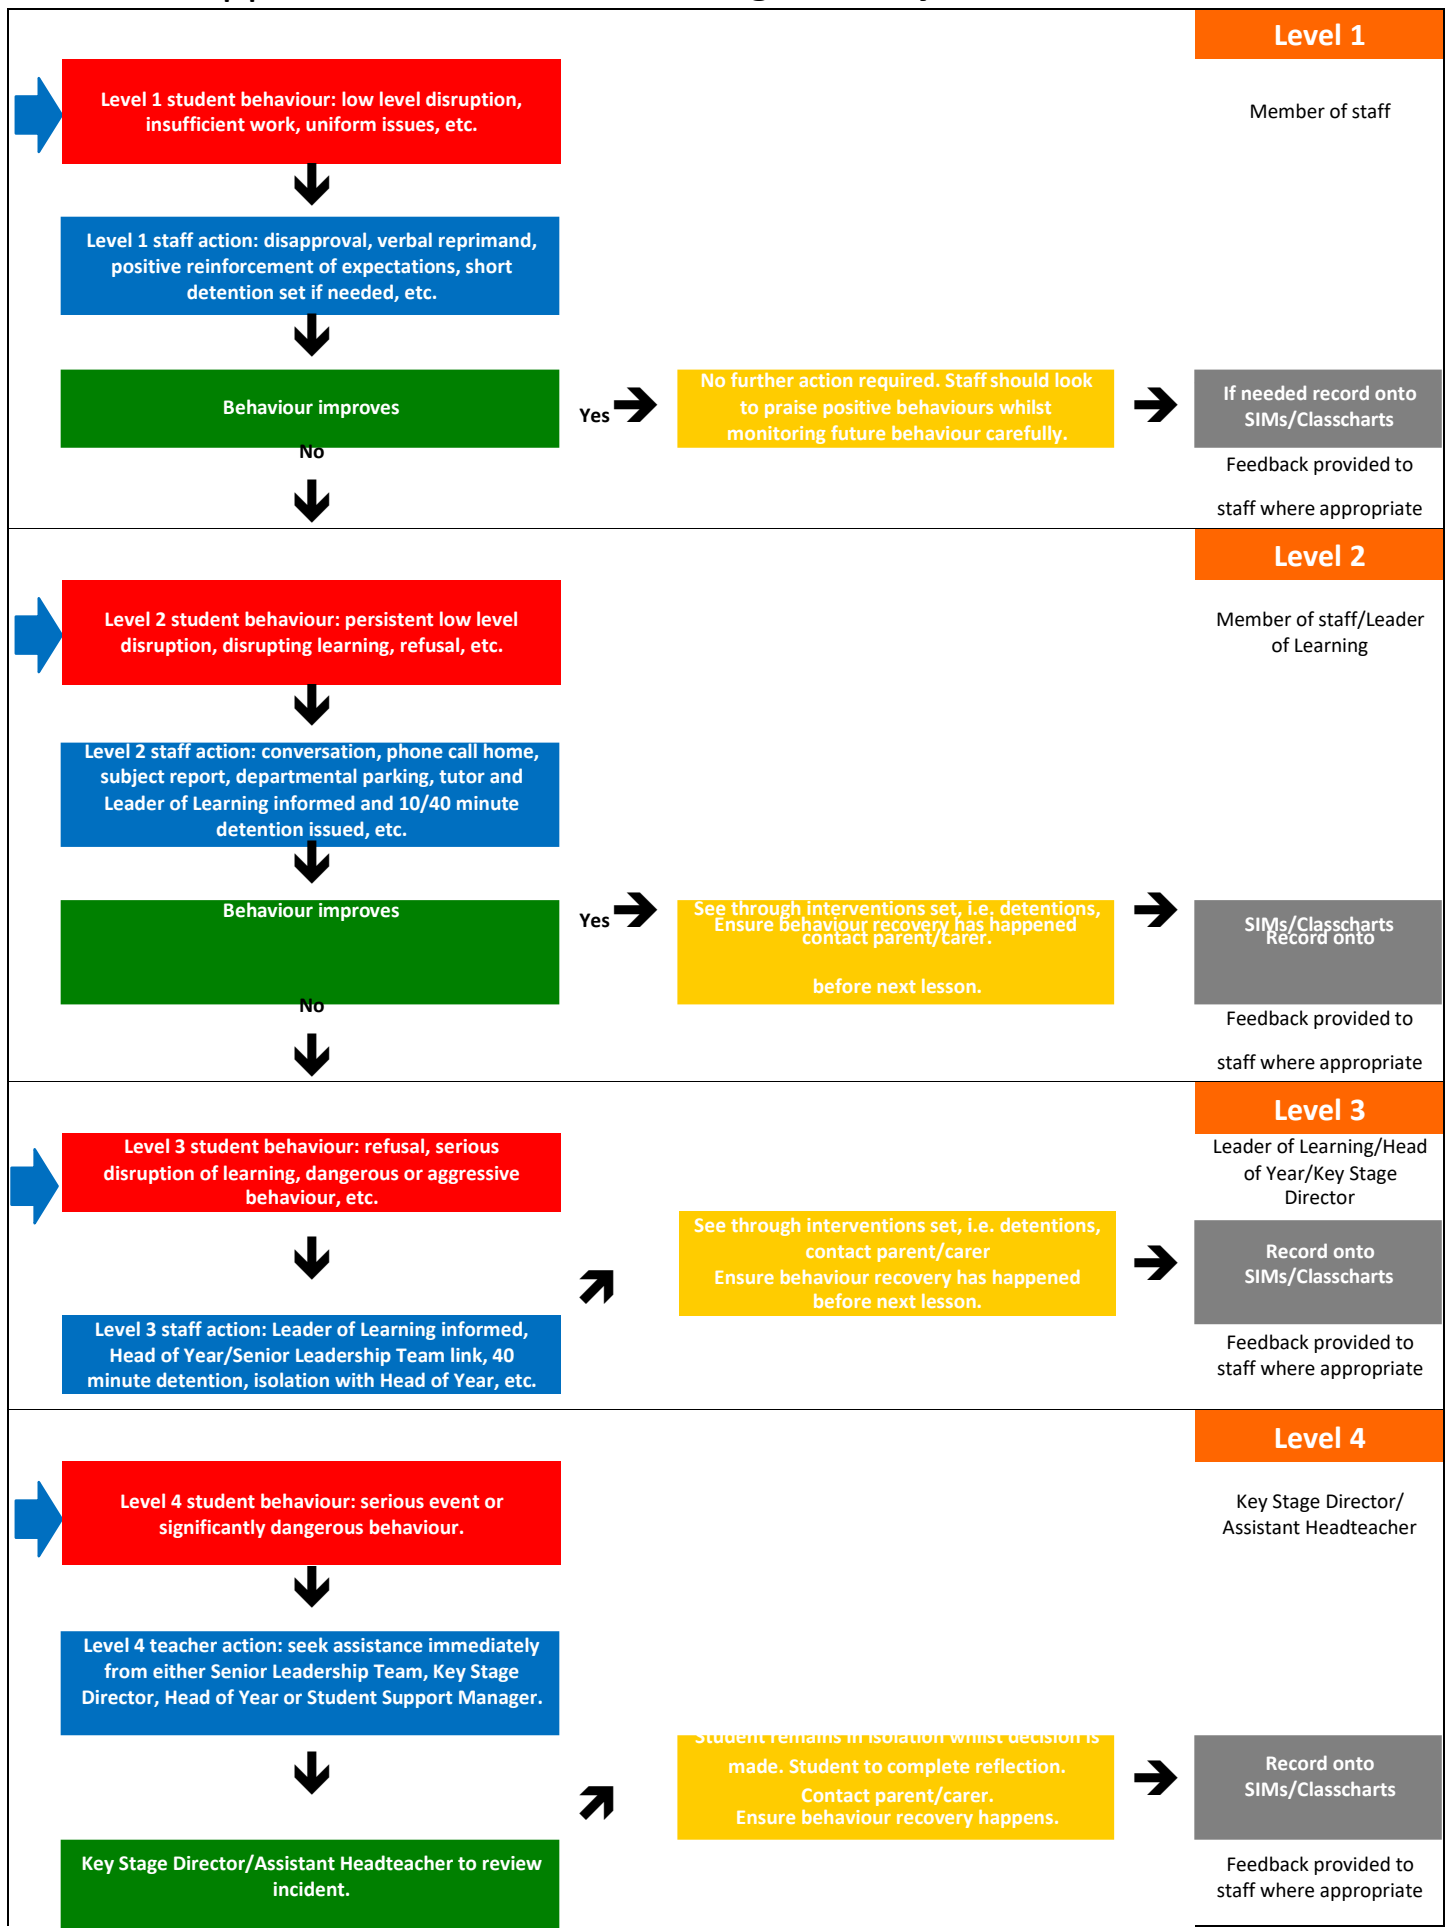 Level 1
Level 1 student behaviour: low level disruption,
insufficient work, uniform issues, etc.
Member of staff
Level 1 staff action: disapproval, verbal reprimand,
positive reinforcement of expectations, short
detention set if needed, etc.
Behaviour improves
Yes
No further action required. Staff should look
to praise positive behaviours whilst
monitoring future behaviour carefully.
If needed record onto
SIMs/Classcharts
No
Feedback provided to
staff where appropriate
Level 2
Level 2 student behaviour: persistent low level
disruption, disrupting learning, refusal, etc.
Member of staff/Leader
of Learning
Level 2 staff action: conversation, phone call home,
subject report, departmental parking, tutor and
Leader of Learning informed and 10/40 minute
detention issued, etc.
Behaviour improves
Yes
See through interventions set, i.e. detentions,
Ensure behaviour recovery has happened
contact parent/carer.
before next lesson.
SIMs/Classcharts
Record onto
No
Feedback provided to
staff where appropriate
Level 3
Level 3 student behaviour: refusal, serious
disruption of learning, dangerous or aggressive
behaviour, etc.
Leader of Learning/Head
of Year/Key Stage
Director
See through interventions set, i.e. detentions,
contact parent/carer
Ensure behaviour recovery has happened
before next lesson.
Record onto
SIMs/Classcharts
Level 3 staff action: Leader of Learning informed,
Head of Year/Senior Leadership Team link, 40
minute detention, isolation with Head of Year, etc.
Feedback provided to
staff where appropriate
Level 4
Level 4 student behaviour: serious event or
significantly dangerous behaviour.
Key Stage Director/
Assistant Headteacher
Level 4 teacher action: seek assistance immediately
from either Senior Leadership Team, Key Stage
Director, Head of Year or Student Support Manager.
Student remains in isolation whilst decision is
made. Student to complete reflection.
Contact parent/carer.
Ensure behaviour recovery happens.
Record onto
SIMs/Classcharts
Key Stage Director/Assistant Headteacher to review
incident.
Feedback provided to
staff where appropriate